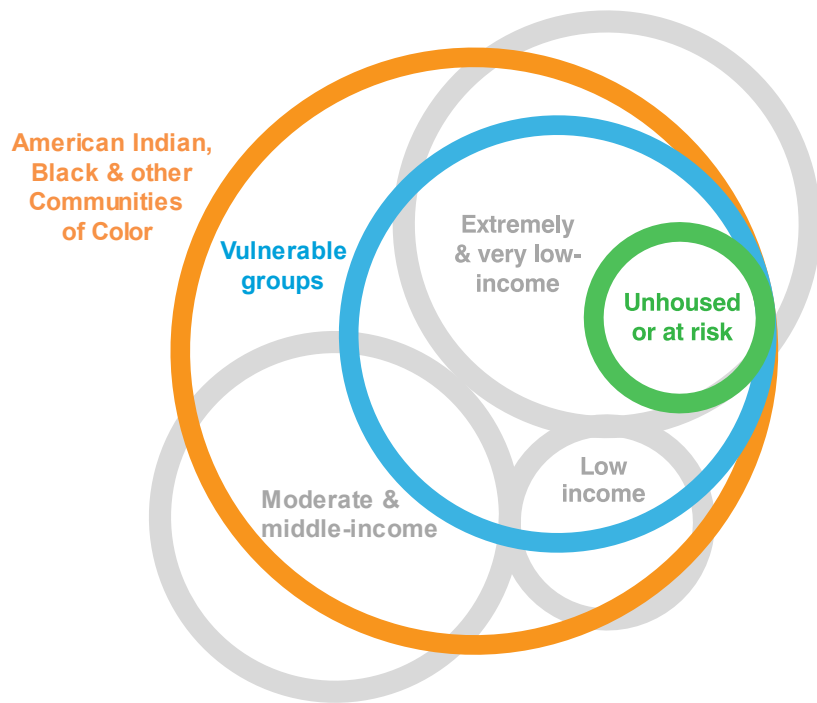 American Indian,
Black & other
Communities
of Color
Vulnerable
groups
Extremely
& very low-
income
Unhoused
or at risk
Low
income
Moderate &
middle-income